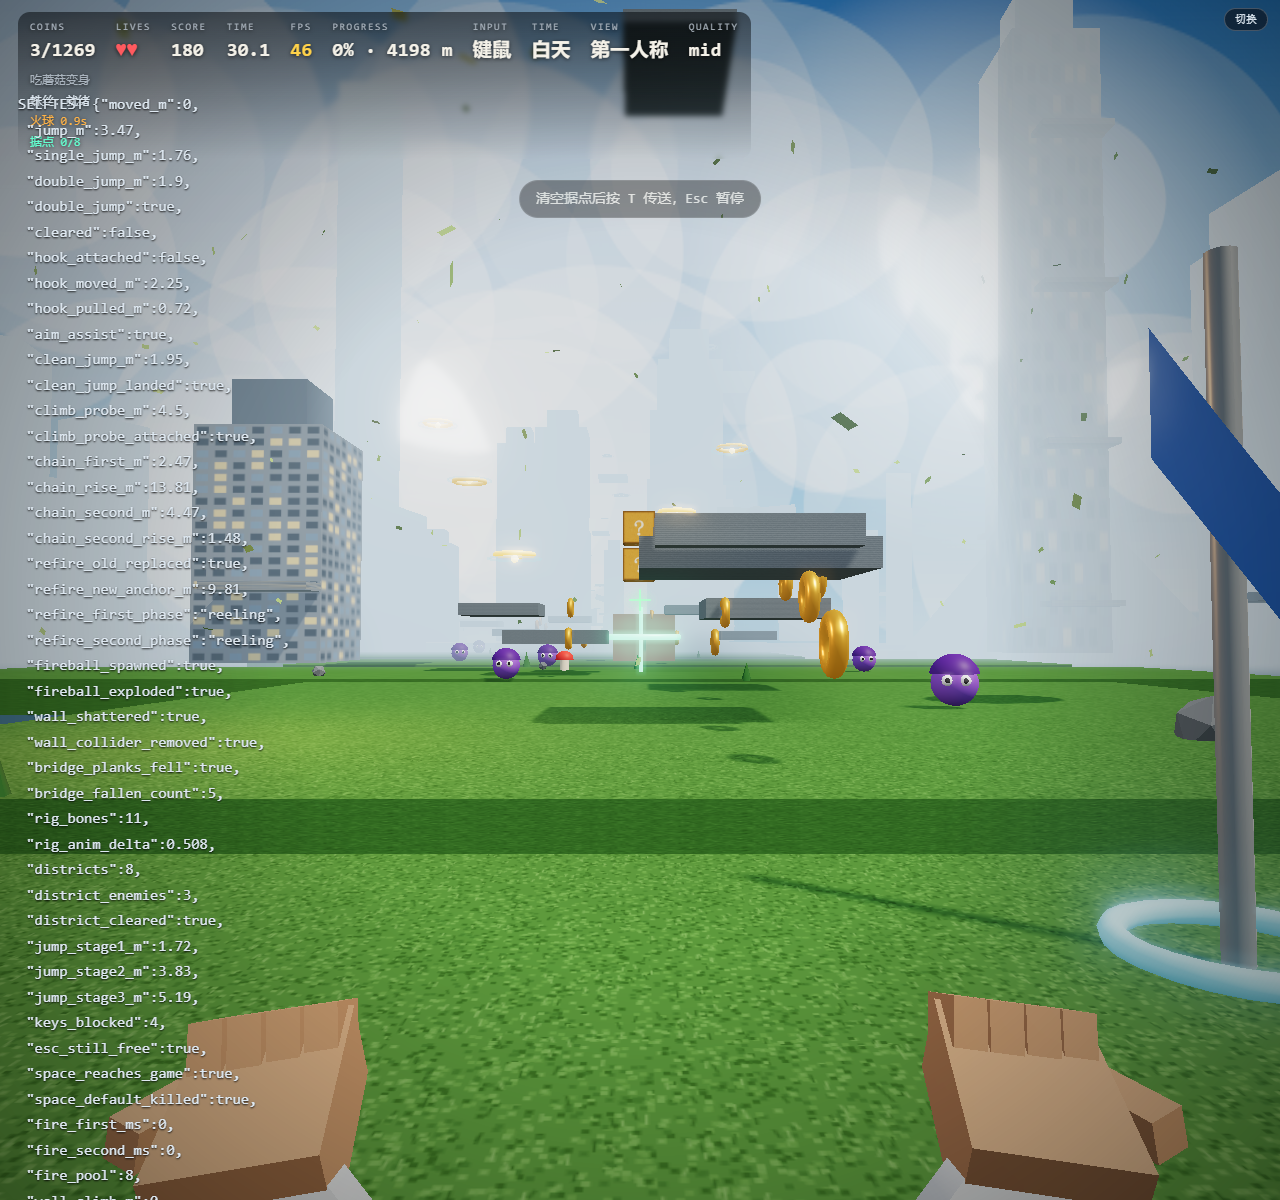 COINS LIVES SCORE TIME FPS PROGRESS INPUT TIME VIEW QUALITY
3/1269 ♥♥ 180 30.1 46 0% · 4198 m 键鼠 白天 第一人称 mid
切换
吃蘑菇变身
SELFTEST {"moved_m":0,
火球 0.9s
"jump_m":3.47,
据点 0/8
"single_jump_m":1.76,
"double_jump_m":1.9,
清空据点后按 T 传送, Esc 暂停
"double_jump":true,
"cleared":false,
"hook_attached":false,
"hook_moved_m":2.25,
"hook_pulled_m":0.72,
"aim_assist":true,
"clean_jump_m":1.95,
"clean_jump_landed":true,
"climb_probe_m":4.5,
"climb_probe_attached":true,
"chain_first_m":2.47,
"chain_rise_m":13.81,
"chain_second_m":4.47,
"chain_second_rise_m":1.48,
?
"refire_old_replaced":true,
"refire_new_anchor_m":9.81,
"refire_first_phase":"reeling",
"refire_second_phase":"reeling",
"fireball_spawned":true,
"fireball_exploded":true,
"wall_shattered":true,
"wall_collider_removed":true,
"bridge_planks_fell":true,
"bridge_fallen_count":5,
"rig_bones":11,
"rig_anim_delta":0.508,
"districts":8,
"district_enemies":3,
"district_cleared":true,
"jump_stage1_m":1.72,
"jump_stage2_m":3.83,
"jump_stage3_m":5.19,
"keys_blocked":4,
"esc_still_free":true,
"space_reaches_game":true,
"space_default_killed":true,
"fire_first_ms":0,
"fire_second_ms":0,
"fire_pool":8,